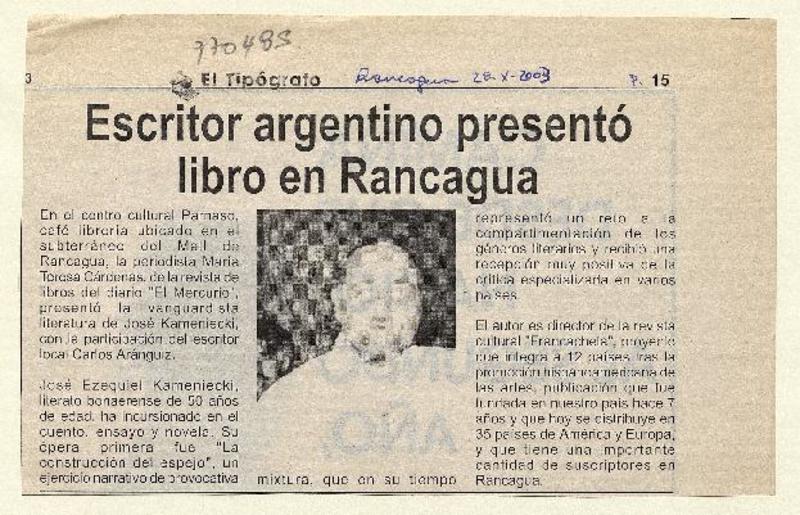 770485
3
El Tipógrafo
Rancagua 28-X-2003
P. 15
Escritor argentino presentó
libro en Rancagua
En el centro cultural Parnaso,
café librería ubicado en el
subterráneo del Mall de
Rancagua, la periodista María
Teresa Cárdenas, de la revista de
libros del diario "El Mercurio",
presentó la vanguardista
literatura de José Kameniecki,
con la participación del escritor
local Carlos Aránguiz.
José Ezequiel Kameniecki,
literato bonaerense de 50 años
de edad, ha incursionado en el
cuento, ensayo y novela. Su
ópera primera fue "La
construcción del espejo", un
ejercicio narrativo de provocativa
mixtura, que en su tiempo
representó un reto a la
compartimentación de los
géneros literarios y recibió una
recepción muy positiva de la
crítica especializada en varios
países.
El autor es director de la revista
cultural "Francachela", proyecto
que integra a 12 países tras la
promoción hispanoamericana de
las artes, publicación que fue
fundada en nuestro país hace 7
años y que hoy se distribuye en
35 países de América y Europa,
y que tiene una importante
cantidad de suscriptores en
Rancagua.